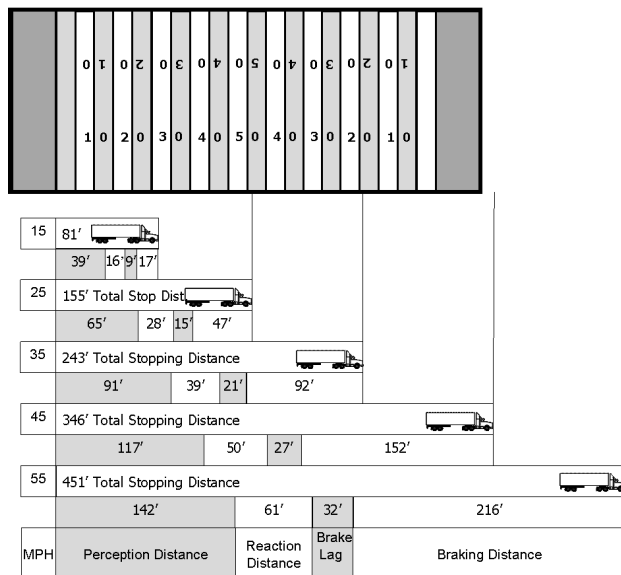 1 0 2 0 3 0 4 0 5 0 4 0 3 0 2 0 1 0
1 0 2 0 3 0 4 0 5 0 4 0 3 0 2 0 1 0
15 81′
39′ 16′ 9′ 17′
25 155′ Total Stop Dist
65′ 28′ 15′ 47′
35 243′ Total Stopping Distance
91′ 39′ 21′ 92′
45 346′ Total Stopping Distance
117′ 50′ 27′ 152′
55 451′ Total Stopping Distance
142′ 61′ 32′ 216′
MPH Perception Distance Reaction Distance Brake Lag Braking Distance